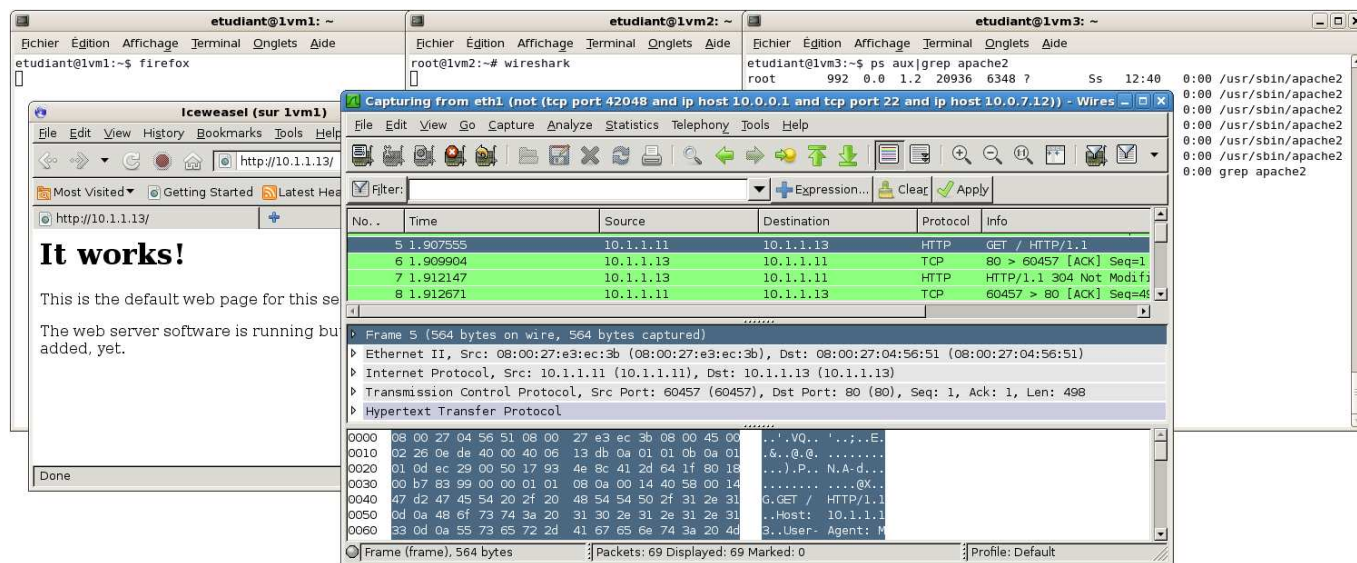 etudiant@1vm1: ~
Fichier Édition Affichage Terminal Onglets Aide
etudiant@1vm1:~$ firefox
etudiant@1vm2: ~
Fichier Édition Affichage Terminal Onglets Aide
root@1vm2:~# wireshark
etudiant@1vm3: ~
Fichier Édition Affichage Terminal Onglets Aide
etudiant@1vm3:~$ ps aux|grep apache2
root 992 0.0 1.2 20936 6348 ? Ss 12:40 0:00 /usr/sbin/apache2
0:00 /usr/sbin/apache2
0:00 /usr/sbin/apache2
0:00 /usr/sbin/apache2
0:00 /usr/sbin/apache2
0:00 /usr/sbin/apache2
0:00 grep apache2
Iceweasel (sur 1vm1)
File Edit View History Bookmarks Tools Help
http://10.1.1.13/
Most Visited Getting Started Latest Hea
http://10.1.1.13/
It works!
This is the default web page for this se
The web server software is running bu
added, yet.
Done
Capturing from eth1 (not (tcp port 42048 and ip host 10.0.0.1 and tcp port 22 and ip host 10.0.7.12)) - Wires
File Edit View Go Capture Analyze Statistics Telephony Tools Help
Filter: Expression... Clear Apply
No. . Time Source Destination Protocol Info
5 1.907555 10.1.1.11 10.1.1.13 HTTP GET / HTTP/1.1
6 1.909904 10.1.1.13 10.1.1.11 TCP 80 > 60457 [ACK] Seq=1
7 1.912147 10.1.1.13 10.1.1.11 HTTP HTTP/1.1 304 Not Modifi
8 1.912671 10.1.1.11 10.1.1.13 TCP 60457 > 80 [ACK] Seq=49
Frame 5 (564 bytes on wire, 564 bytes captured)
Ethernet II, Src: 08:00:27:e3:ec:3b (08:00:27:e3:ec:3b), Dst: 08:00:27:04:56:51 (08:00:27:04:56:51)
Internet Protocol, Src: 10.1.1.11 (10.1.1.11), Dst: 10.1.1.13 (10.1.1.13)
Transmission Control Protocol, Src Port: 60457 (60457), Dst Port: 80 (80), Seq: 1, Ack: 1, Len: 498
Hypertext Transfer Protocol
0000 08 00 27 04 56 51 08 00 27 e3 ec 3b 08 00 45 00 ..'.VQ.. '..;..E.
0010 02 26 0e de 40 00 40 06 13 db 0a 01 01 0b 0a 01 .&..@.@. ........
0020 01 0d ec 29 00 50 17 93 4e 8c 41 2d 64 1f 80 18 ...).P.. N.A-d...
0030 00 b7 83 99 00 00 01 01 08 0a 00 14 40 58 00 14 ........ ....@X..
0040 47 d2 47 45 54 20 2f 20 48 54 54 50 2f 31 2e 31 G.GET / HTTP/1.1
0050 0d 0a 48 6f 73 74 3a 20 31 30 2e 31 2e 31 2e 31 ..Host: 10.1.1.1
0060 33 0d 0a 55 73 65 72 2d 41 67 65 6e 74 3a 20 4d 3..User- Agent: M
Frame (frame), 564 bytes Packets: 69 Displayed: 69 Marked: 0 Profile: Default